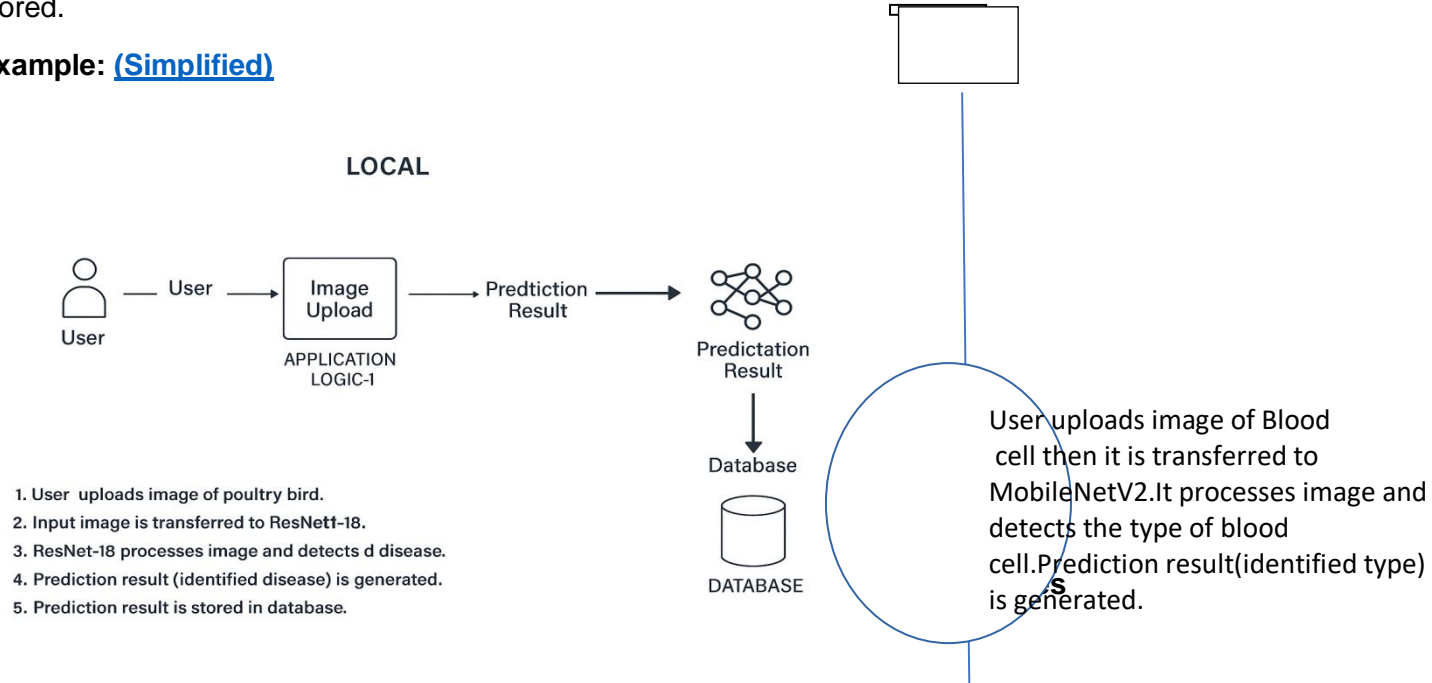 ored.
xample: (Simplified)
LOCAL
User
User
Image
Upload
APPLICATION
LOGIC-1
Predtiction
Result
Predictation
Result
Database
DATABASE
1. User uploads image of poultry bird.
2. Input image is transferred to ResNett-18.
3. ResNet-18 processes image and detects d disease.
4. Prediction result (identified disease) is generated.
5. Prediction result is stored in database.
User uploads image of Blood
cell then it is transferred to
MobileNetV2.It processes image and
detects the type of blood
cell.Prediction result(identified type)
is generated.